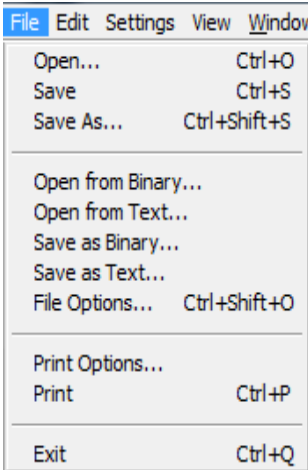 File Edit Settings View Window
Open... Ctrl+O
Save Ctrl+S
Save As... Ctrl+Shift+S
Open from Binary...
Open from Text...
Save as Binary...
Save as Text...
File Options... Ctrl+Shift+O
Print Options...
Print Ctrl+P
Exit Ctrl+Q